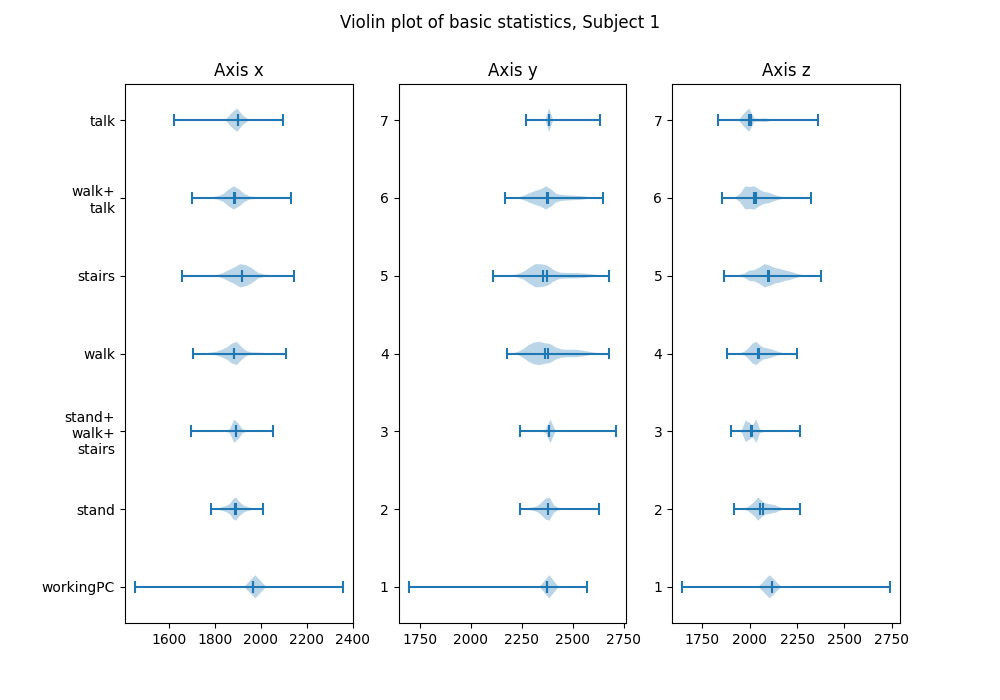 Violin plot of basic statistics, Subject 1
Axis x
talk
walk+
talk
stairs
walk
stand+
walk+
stairs
stand
workingPC
1600 1800 2000 2200 2400
Axis y
7
6
5
4
3
2
1
1750 2000 2250 2500 2750
Axis z
7
6
5
4
3
2
1
1750 2000 2250 2500 2750